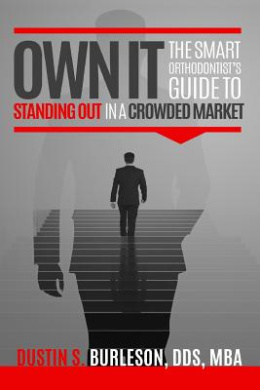 OWN IT THE SMART
ORTHODONTIST'S
GUIDE TO
STANDING OUT IN A CROWDED MARKET
DUSTIN S. BURLESON, DDS, MBA